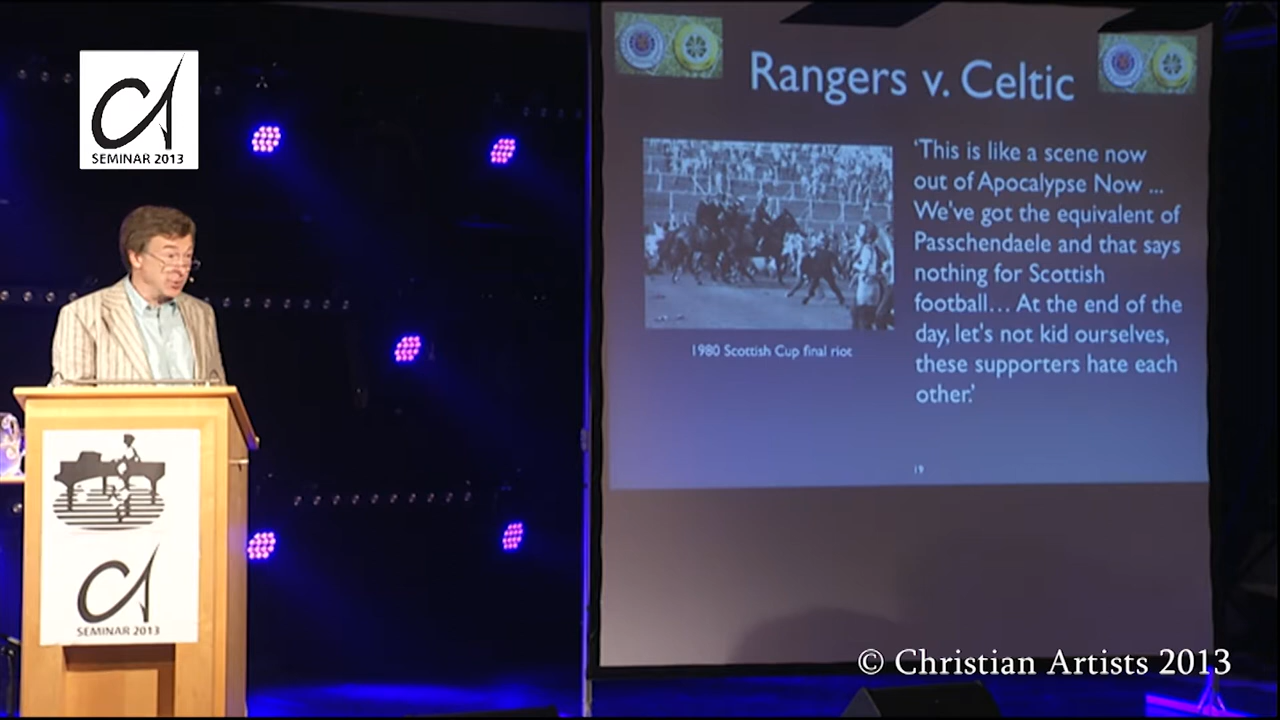 SEMINAR 2013
Rangers v. Celtic
‘This is like a scene now
out of Apocalypse Now ...
We've got the equivalent of
Passchendaele and that says
nothing for Scottish
football… At the end of the
day, let's not kid ourselves,
these supporters hate each
other.’
1980 Scottish Cup final riot
19
SEMINAR 2013
© Christian Artists 2013